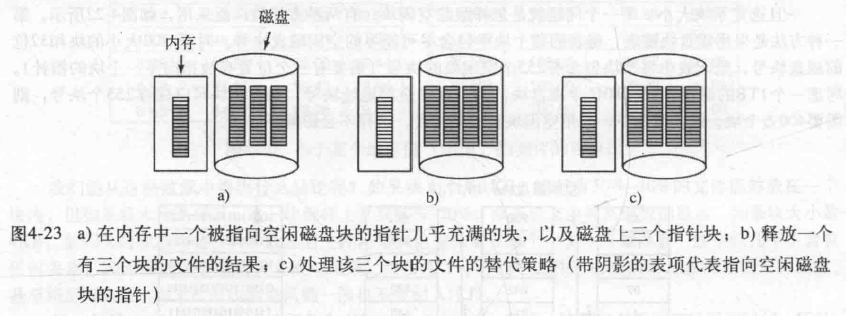 磁盘
内存
a)
b)
c)
图4-23 a) 在内存中一个被指向空闲磁盘块的指针几乎充满的块，以及磁盘上三个指针块；b) 释放一个
有三个块的文件的结果；c) 处理该三个块的文件的替代策略（带阴影的表项代表指向空闲磁盘
块的指针）